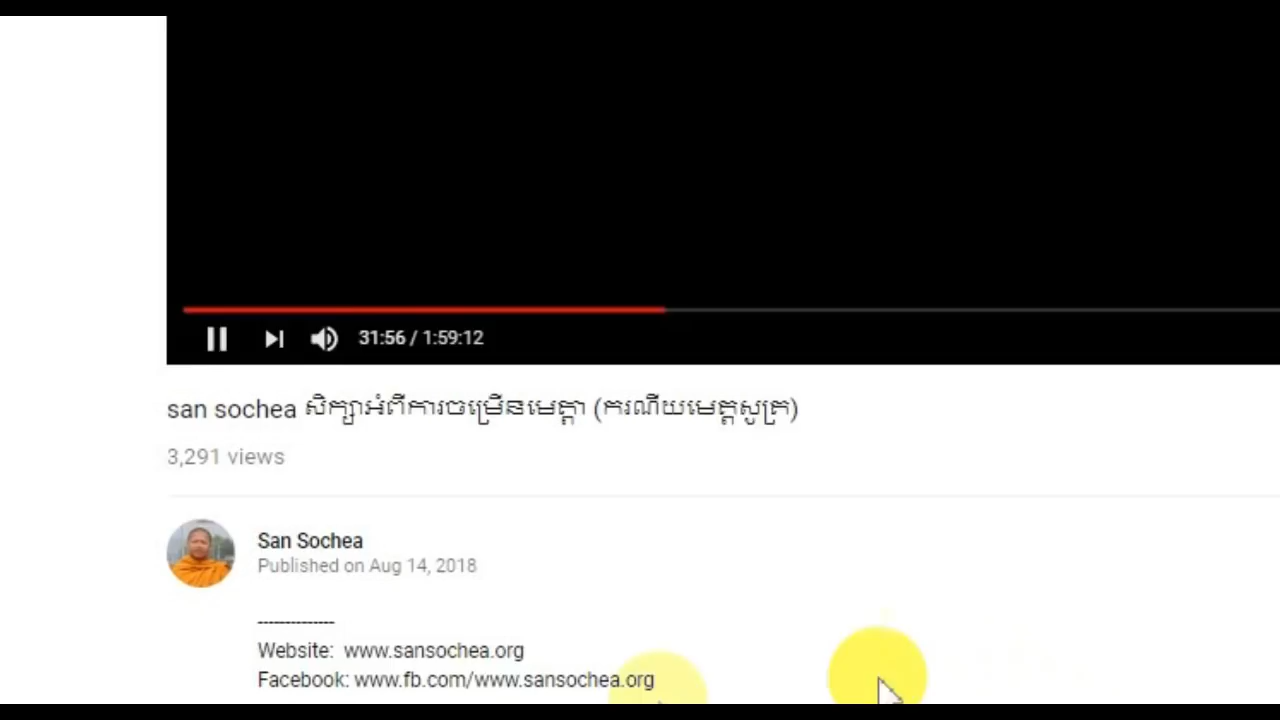 31:56 / 1:59:12
san sochea សិក្សាអំពីការចម្រើនមេត្តា (ករណីយមេត្តសូត្រ)
3,291 views
San Sochea
Published on Aug 14, 2018
--------------
Website: www.sansochea.org
Facebook: www.fb.com/www.sansochea.org